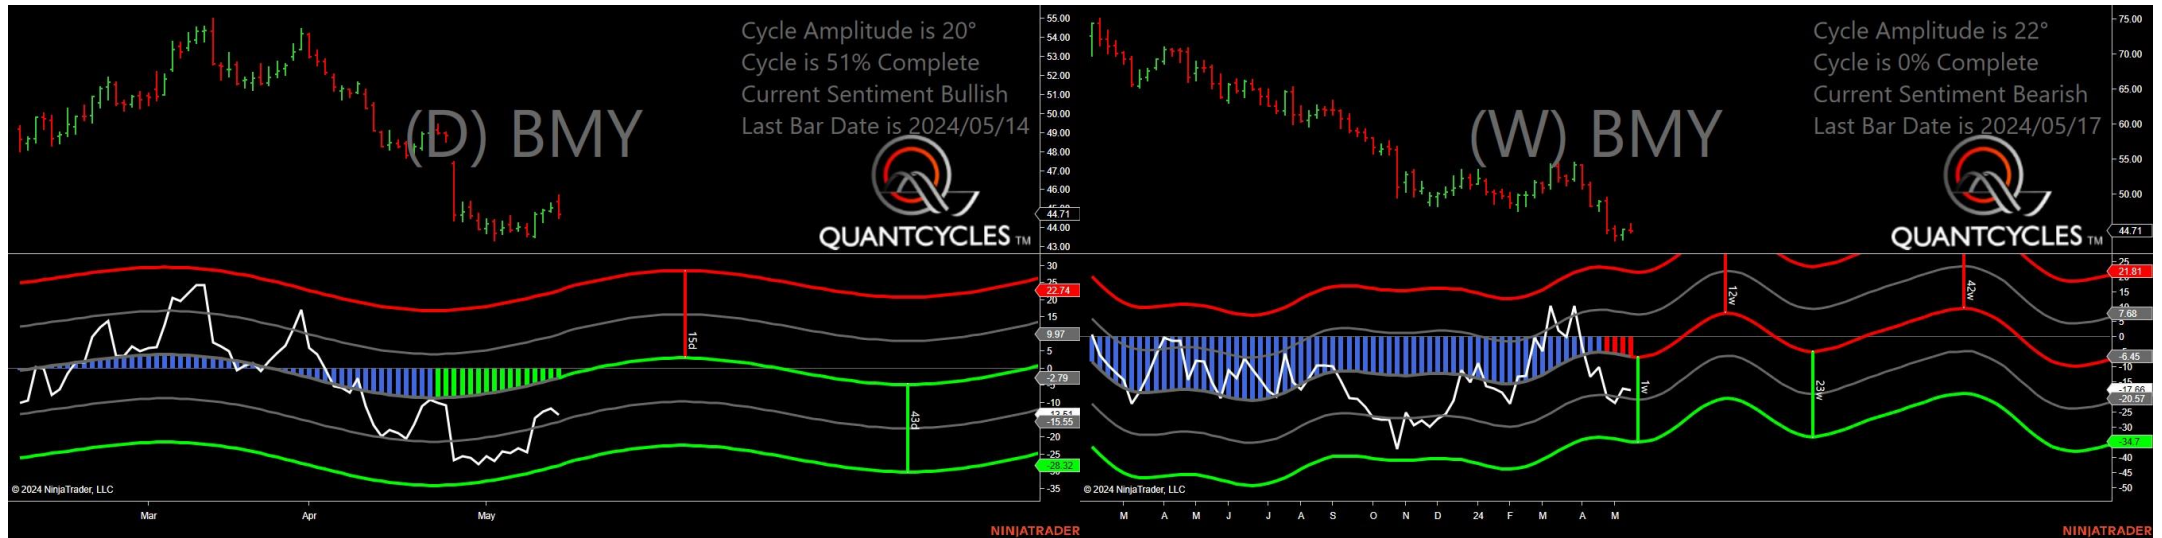 Cycle Amplitude is 20°
Cycle is 51% Complete
Current Sentiment Bullish
Last Bar Date is 2024/05/14
(D) BMY
QUANTCYCLES TM
55.00
54.00
53.00
52.00
51.00
50.00
49.00
48.00
47.00
46.00
44.71
44.00
43.00
30
25
22.74
20
15
9.97
5
0
-2.79
-5
-10
-15.55
-20
-25
-28.32
-35
15d
43d
© 2024 NinjaTrader, LLC
Mar
Apr
May
NINJATRADER
Cycle Amplitude is 22°
Cycle is 0% Complete
Current Sentiment Bearish
Last Bar Date is 2024/05/17
(W) BMY
QUANTCYCLES TM
75.00
70.00
65.00
60.00
55.00
50.00
44.71
25
21.81
15
7.68
5
0
-6.45
-10
-17.66
-20.57
-25
-30
-34.7
-40
-45
-50
12w
42w
1w
23w
© 2024 NinjaTrader, LLC
M A M J J A S O N D 24 F M A M
NINJATRADER